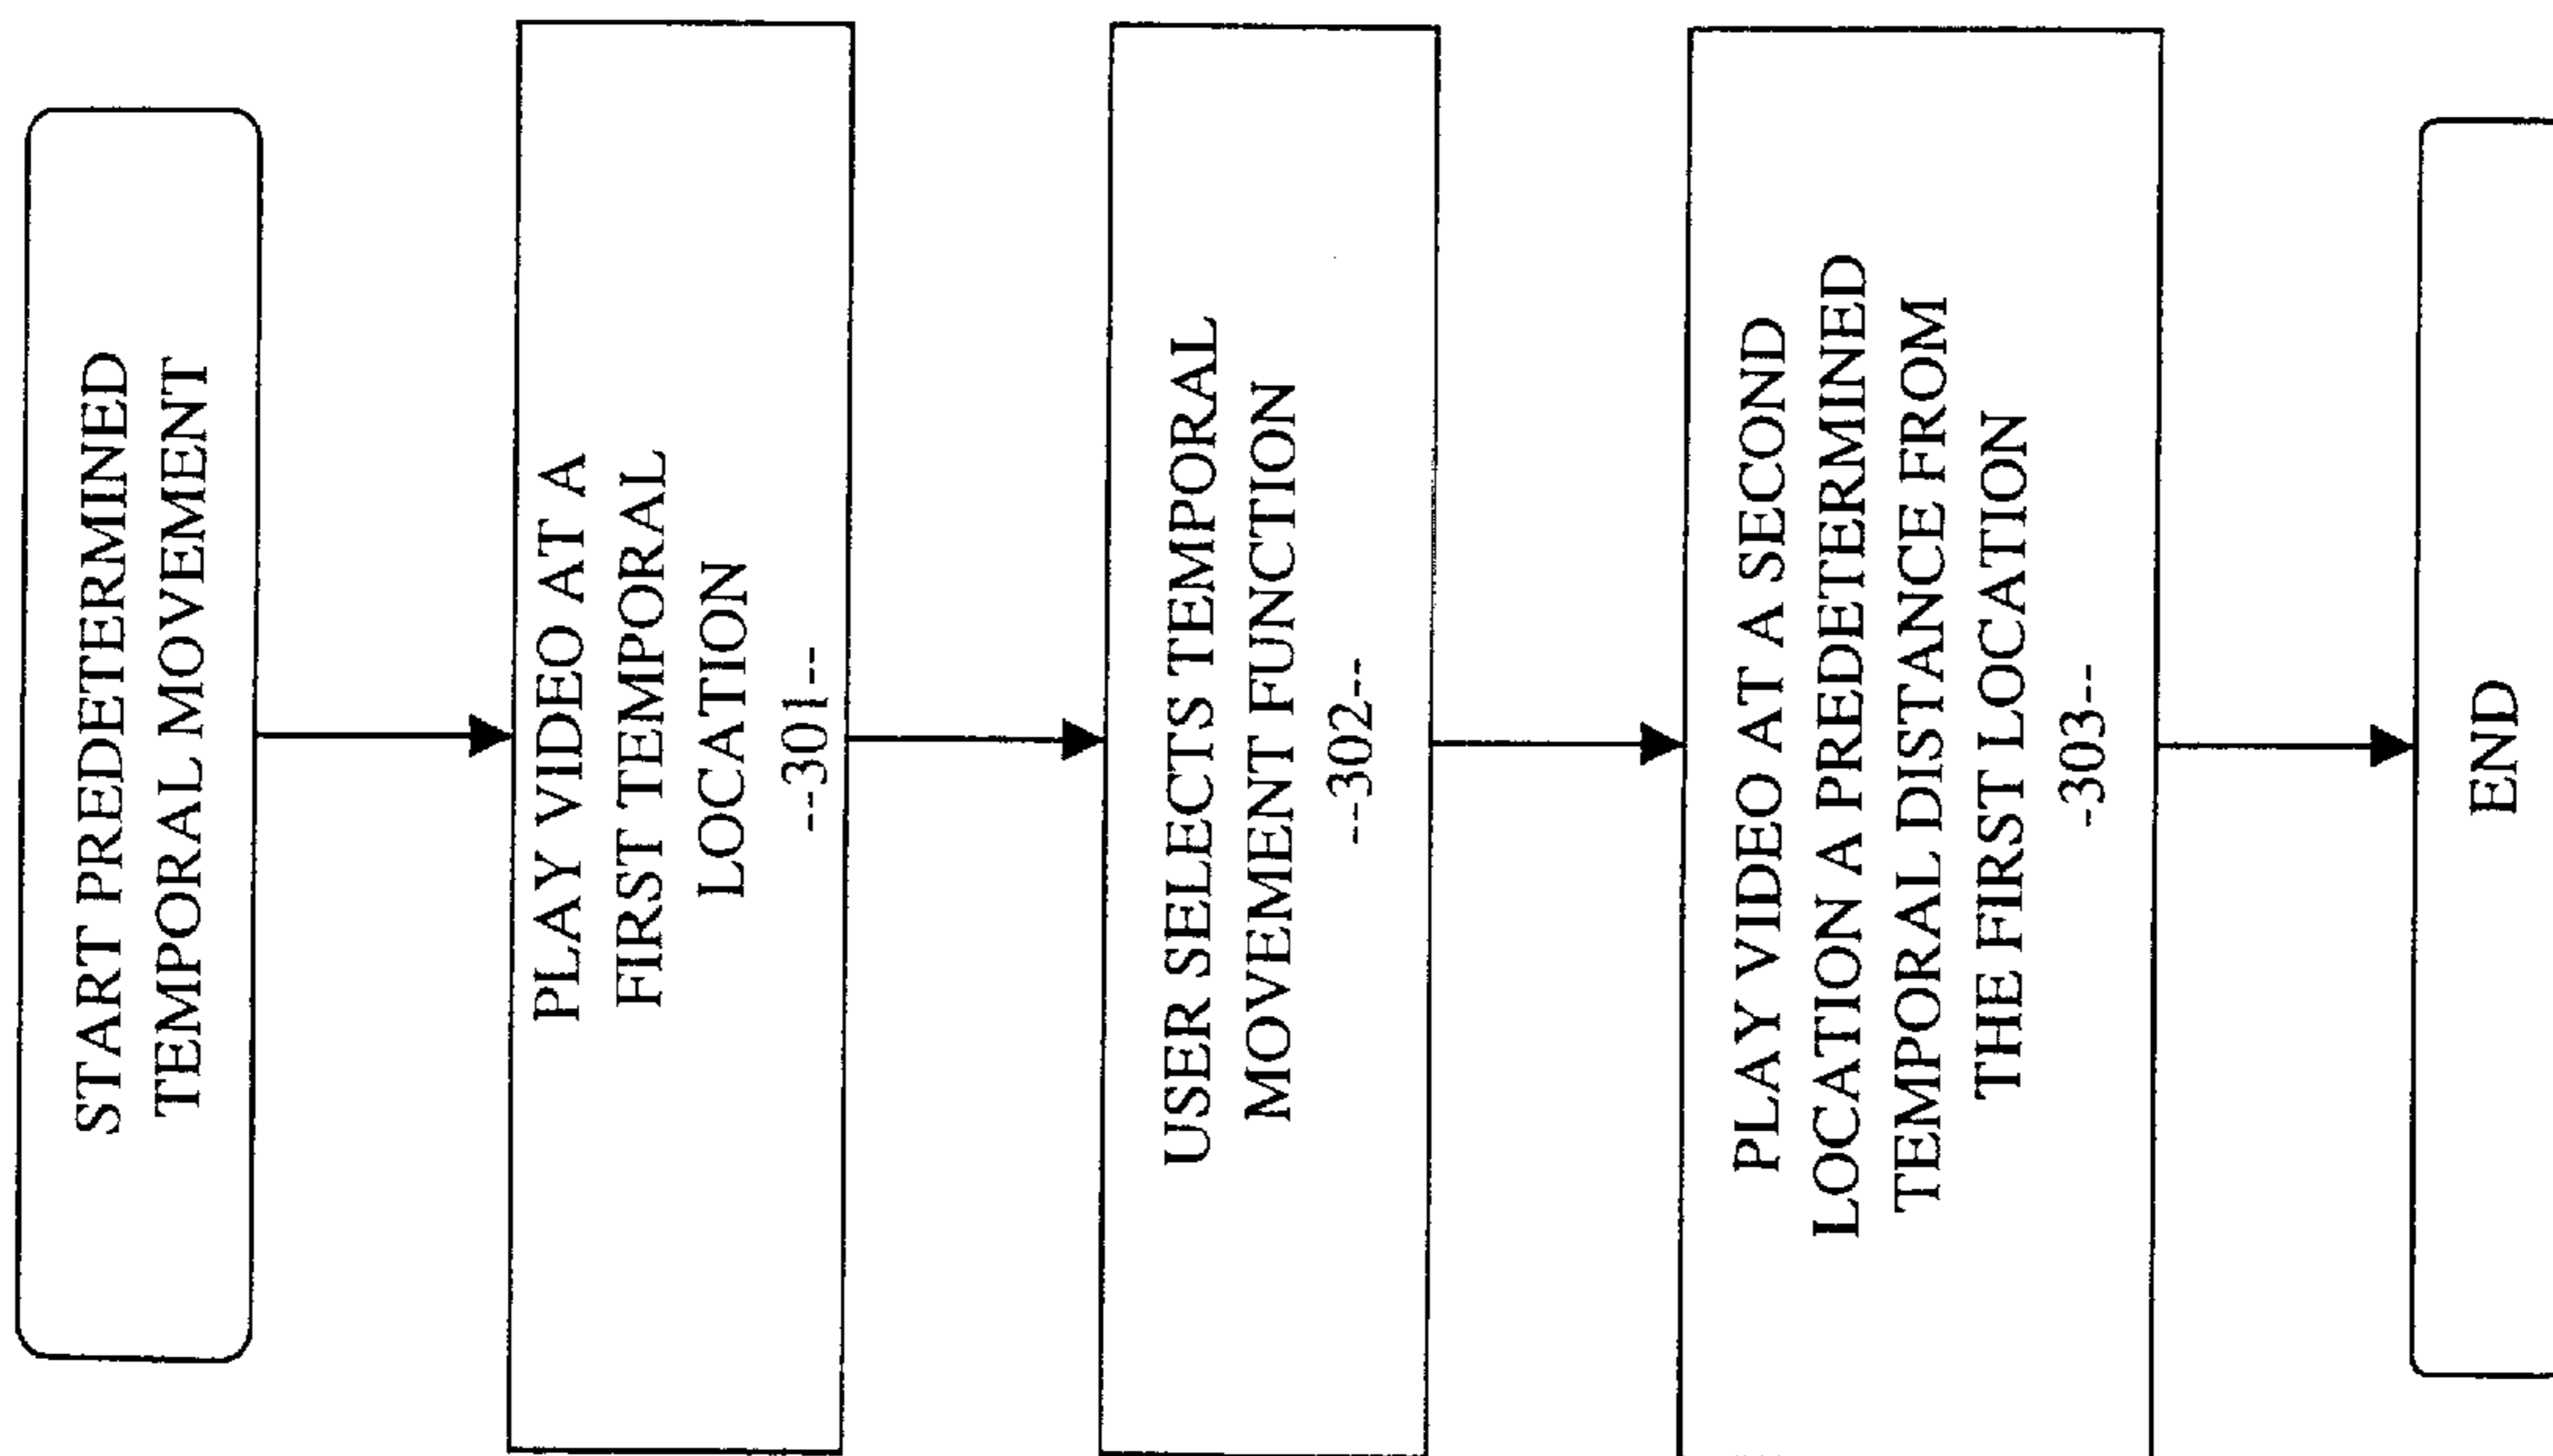 START PREDETERMINED
TEMPORAL MOVEMENT
PLAY VIDEO AT A
FIRST TEMPORAL
LOCATION
--301--
USER SELECTS TEMPORAL
MOVEMENT FUNCTION
--302--
PLAY VIDEO AT A SECOND
LOCATION A PREDETERMINED
TEMPORAL DISTANCE FROM
THE FIRST LOCATION
-303--
END